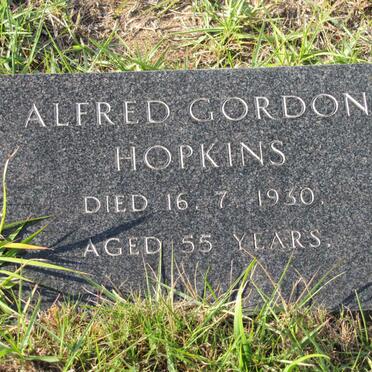 ALFRED GORDON
HOPKINS
DIED 16. 7. 1930.
AGED 55 YEARS.